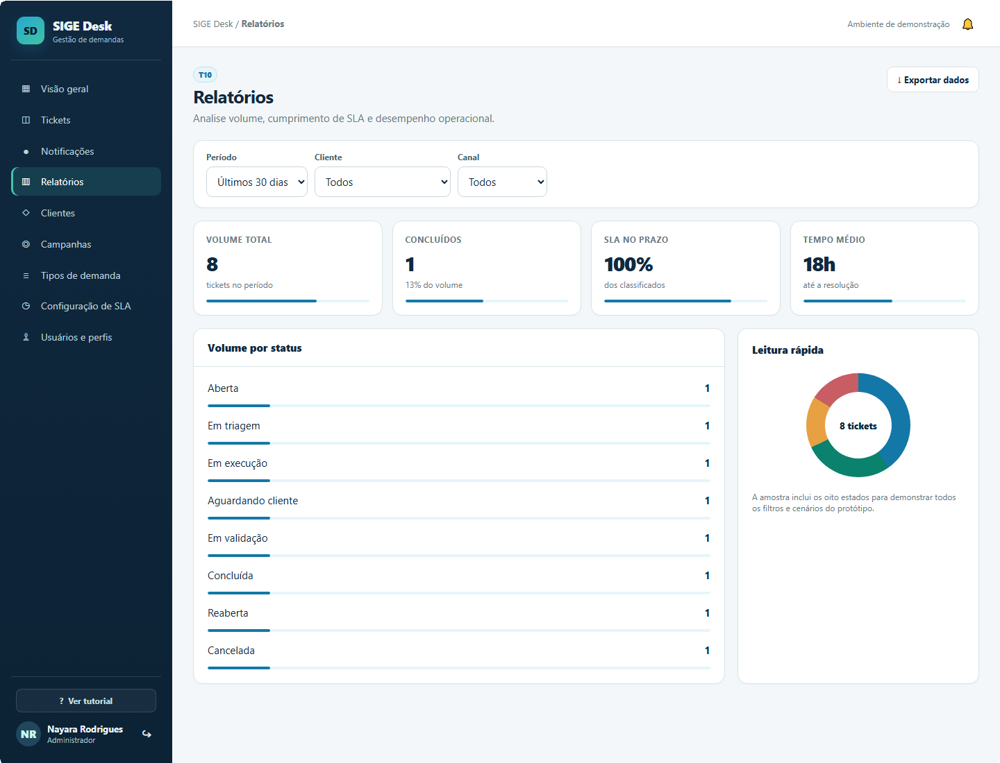 SD
SIGE Desk
Gestão de demandas
Visão geral
Tickets
Notificações
Relatórios
Clientes
Campanhas
Tipos de demanda
Configuração de SLA
Usuários e perfis
? Ver tutorial
NR
Nayara Rodrigues
Administrador
SIGE Desk / Relatórios
Ambiente de demonstração
T10
Relatórios
Analise volume, cumprimento de SLA e desempenho operacional.
↓ Exportar dados
Período
Cliente
Canal
Últimos 30 dias
Todos
Todos
VOLUME TOTAL
8
tickets no período
CONCLUÍDOS
1
13% do volume
SLA NO PRAZO
100%
dos classificados
TEMPO MÉDIO
18h
até a resolução
Volume por status
Aberta 1
Em triagem 1
Em execução 1
Aguardando cliente 1
Em validação 1
Concluída 1
Reaberta 1
Cancelada 1
Leitura rápida
8 tickets
A amostra inclui os oito estados para demonstrar todos
os filtros e cenários do protótipo.